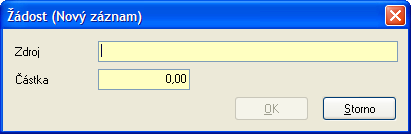 Žádost (Nový záznam)
Zdroj
Částka 0,00
OK Storno